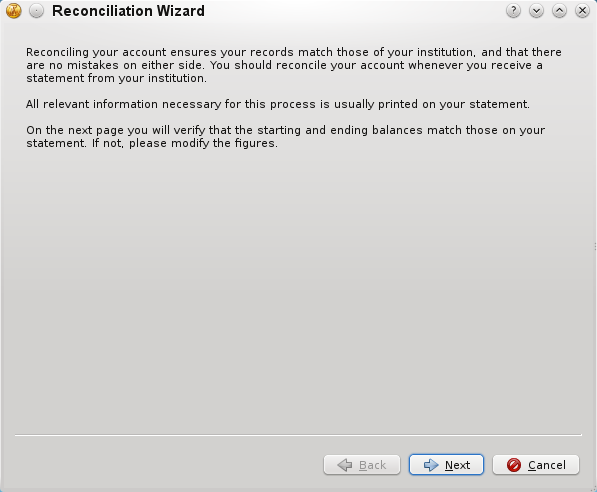 Reconciliation Wizard
Reconciling your account ensures your records match those of your institution, and that there
are no mistakes on either side. You should reconcile your account whenever you receive a
statement from your institution.
All relevant information necessary for this process is usually printed on your statement.
On the next page you will verify that the starting and ending balances match those on your
statement. If not, please modify the figures.
Back Next Cancel